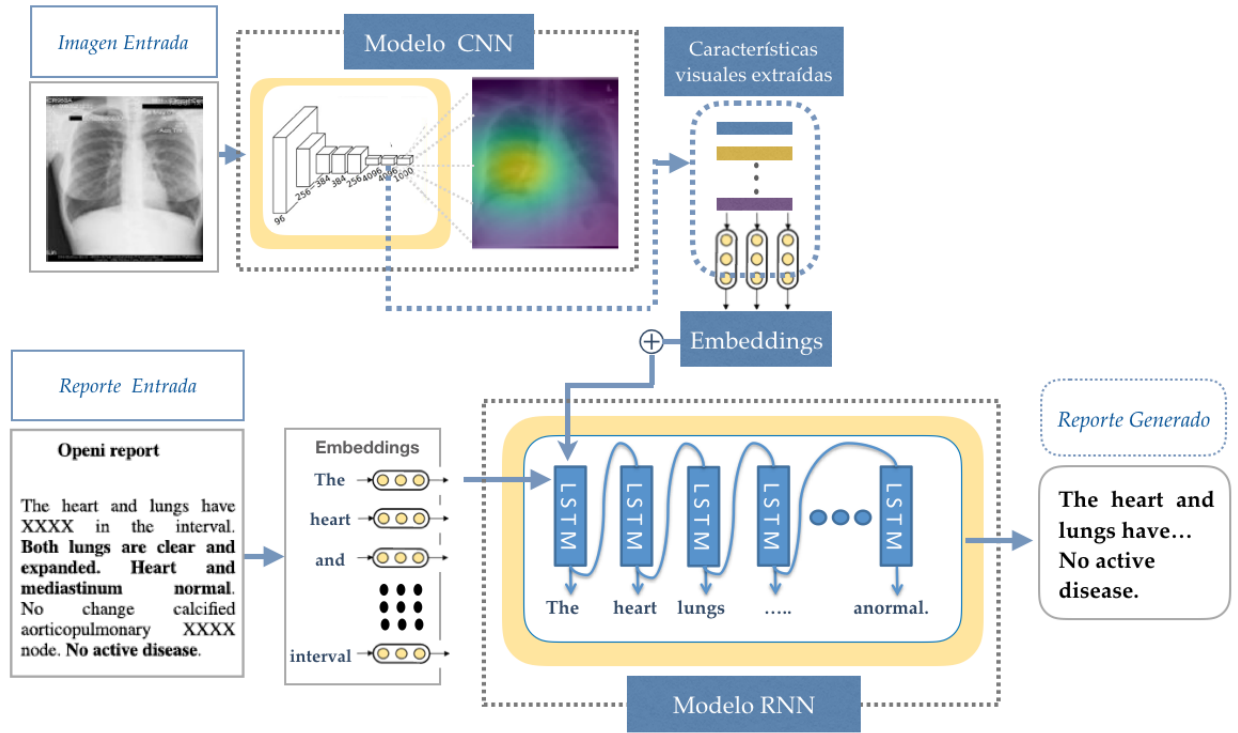 Imagen Entrada
Modelo CNN
Características
visuales extraídas
96
256
384
384
256
4096
4096
1000
Embeddings
Reporte Entrada
Openi report
The heart and lungs have
XXXX in the interval.
Both lungs are clear and
expanded. Heart and
mediastinum normal.
No change calcified
aorticopulmonary XXXX
node. No active disease.
Embeddings
The
heart
and
interval
LSTM
LSTM
LSTM
LSTM
LSTM
The heart lungs ..... anormal.
Modelo RNN
Reporte Generado
The heart and
lungs have…
No active
disease.